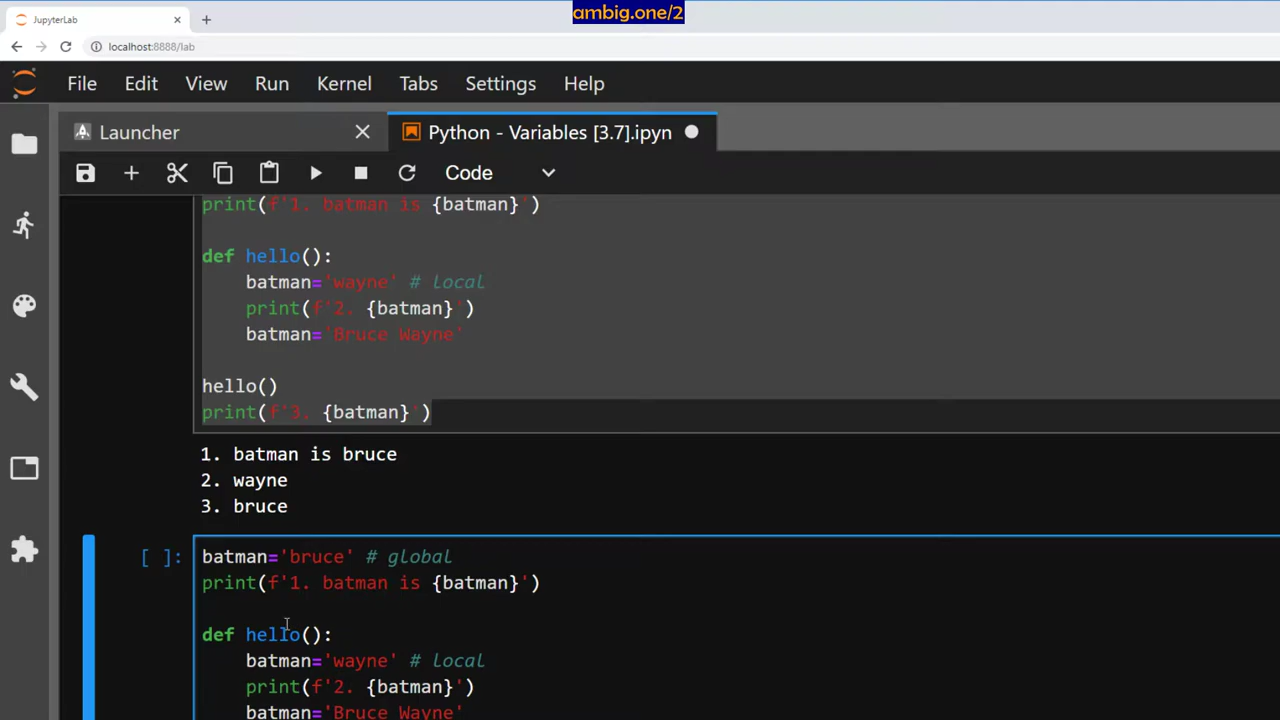 ambig.one/2
JupyterLab
localhost:8888/lab
File Edit View Run Kernel Tabs Settings Help
Launcher
Python - Variables [3.7].ipyn
Code
print(f'1. batman is {batman}')
def hello():
batman='wayne' # local
print(f'2. {batman}')
batman='Bruce Wayne'
hello()
print(f'3. {batman}')
1. batman is bruce
2. wayne
3. bruce
[ ]: batman='bruce' # global
print(f'1. batman is {batman}')
def hello():
batman='wayne' # local
print(f'2. {batman}')
batman='Bruce Wayne'